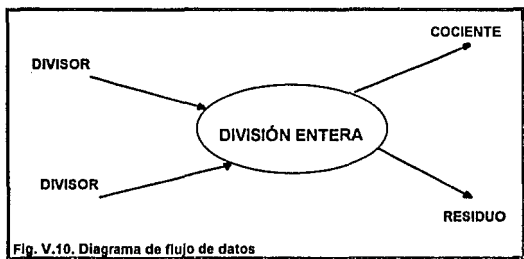 COCIENTE
DIVISOR
DIVISIÓN ENTERA
DIVISOR
RESIDUO
Fig. V.10. Diagrama de flujo de datos